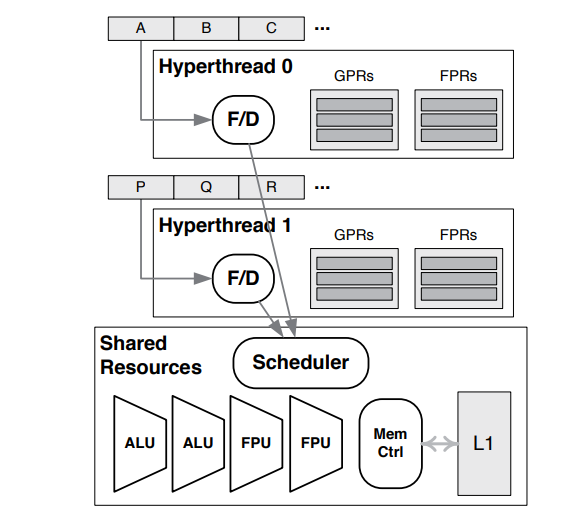 A B C ...
Hyperthread 0
GPRs FPRs
F/D
P Q R ...
Hyperthread 1
GPRs FPRs
F/D
Shared
Resources
Scheduler
ALU ALU FPU FPU
Mem
Ctrl
L1